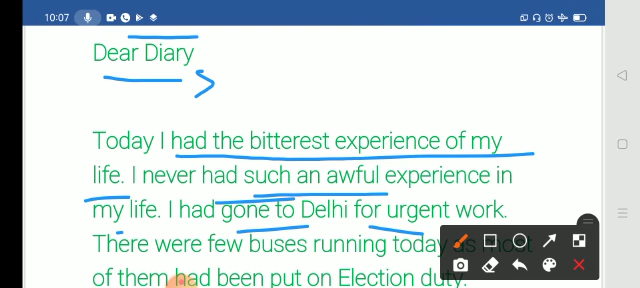 10:07
Dear Diary
Today I had the bitterest experience of my
life. I never had such an awful experience in
my life. I had gone to Delhi for urgent work.
There were few buses running today as most
of them had been put on Election duty.